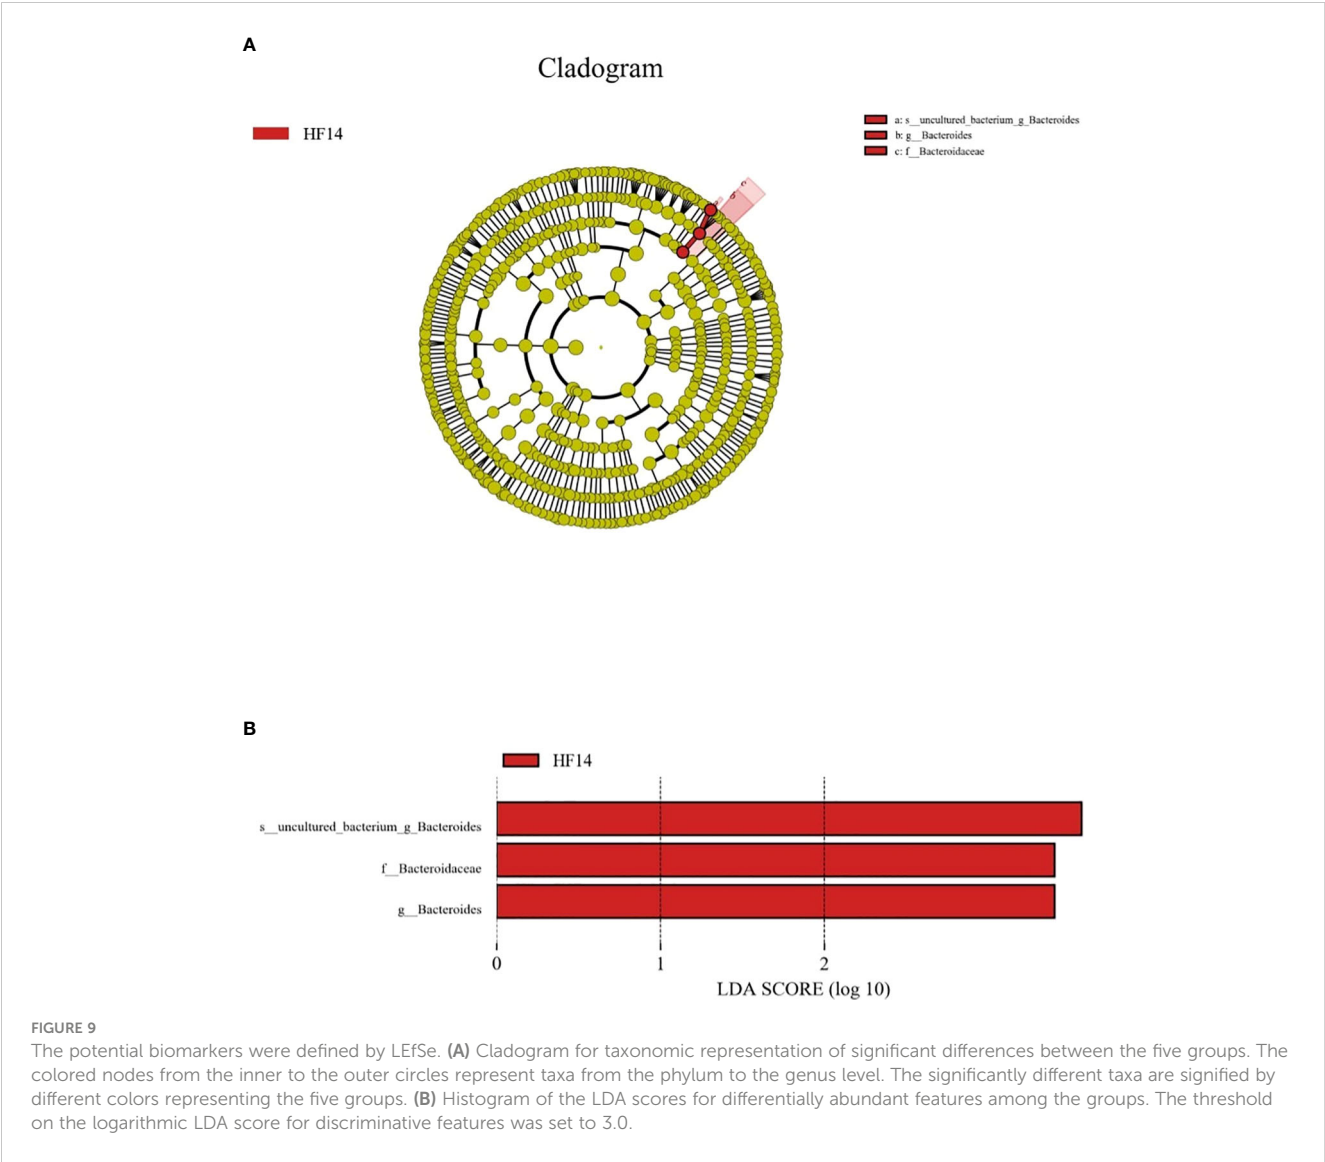 A
Cladogram
HF14
a: s__uncultured_bacterium_g_Bacteroides
b: g__Bacteroides
c: f__Bacteroidaceae
c
b
B
HF14
s__uncultured_bacterium_g_Bacteroides
f__Bacteroidaceae
g__Bacteroides
0 1 2
LDA SCORE (log 10)
FIGURE 9
The potential biomarkers were defined by LEfSe. (A) Cladogram for taxonomic representation of significant differences between the five groups. The
colored nodes from the inner to the outer circles represent taxa from the phylum to the genus level. The significantly different taxa are signified by
different colors representing the five groups. (B) Histogram of the LDA scores for differentially abundant features among the groups. The threshold
on the logarithmic LDA score for discriminative features was set to 3.0.